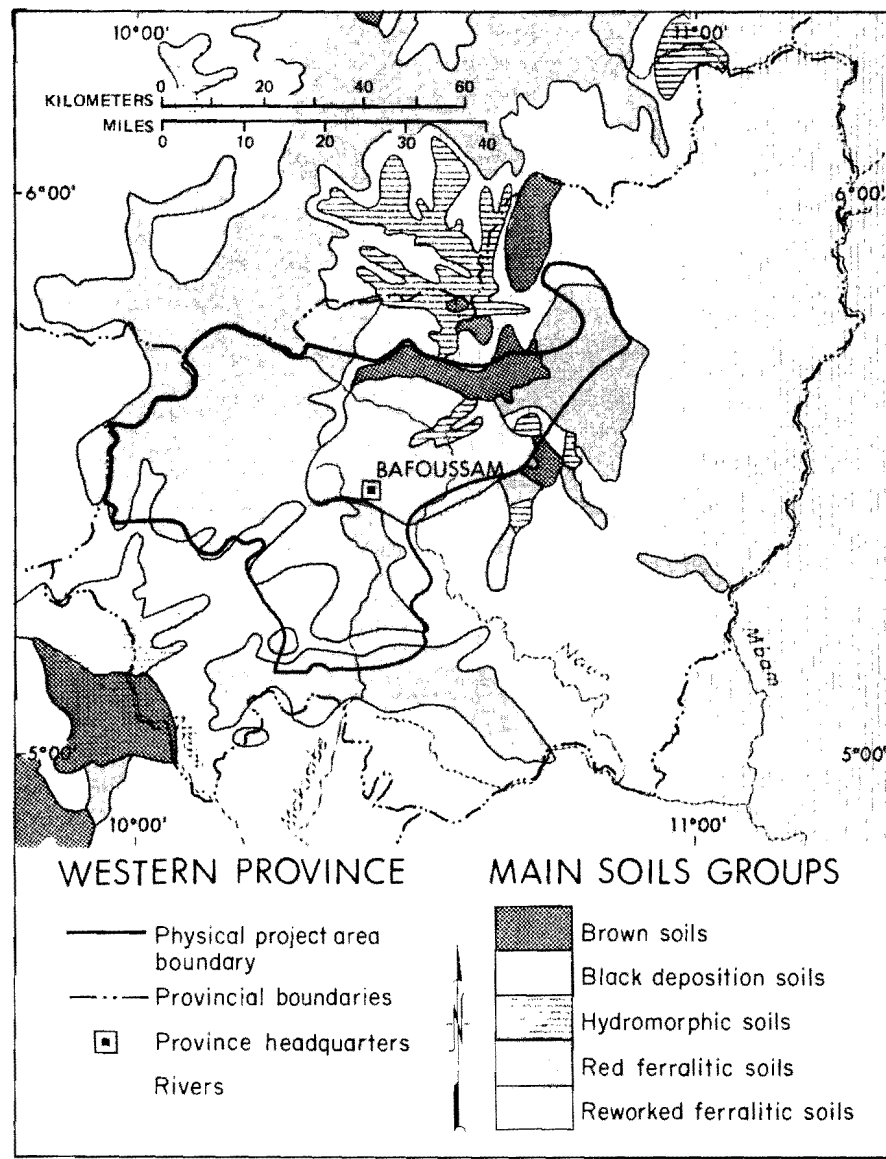 10°00'
11°00'
0 20 40 60
KILOMETERS
MILES
0 10 20 30 40
6°00'
6°00'
BAFOUSSAM
Noun
Mbam
Makombe
5°00'
5°00'
10°00'
11°00'
WESTERN PROVINCE
Physical project area
boundary
Provincial boundaries
Province headquarters
Rivers
N
MAIN SOILS GROUPS
Brown soils
Black deposition soils
Hydromorphic soils
Red ferralitic soils
Reworked ferralitic soils